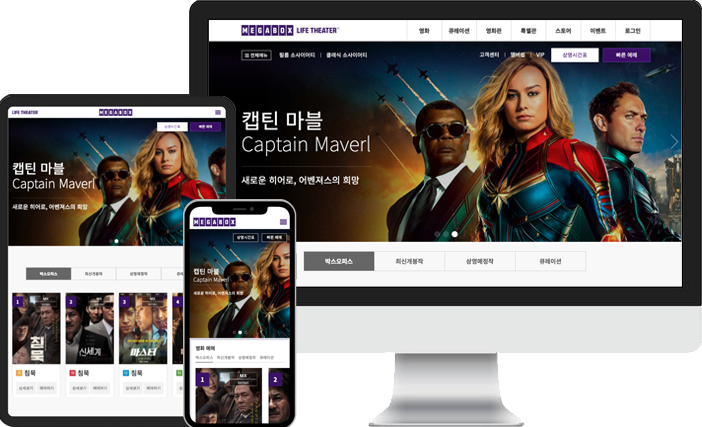 MEGABOX LIFE THEATER
영화 큐레이션 영화관 특별관 스토어 이벤트 로그인
전체메뉴 필름 소사이어티 클래식 소사이어티
고객센터 멤버쉽 VIP 상영시간표 빠른 예매
캡틴 마블
Captain Maverl
새로운 히어로, 어벤져스의 희망
박스오피스 최신개봉작 상영예정작 큐레이션
LIFE THEATER MEGABOX
상영시간표 빠른 예매
캡틴 마블
Captain Maverl
새로운 히어로, 어벤져스의 희망
박스오피스 최신개봉작 상영예정작 큐레
1 2 3 4
침묵 신세계 마스터
침묵 침묵 침묵 침
상세보기 예매하기 상세보기 예매하기 상세보기 예매하기
MEGABOX
상영시간표 빠른 예매
캡틴 마블
Captain Maverl
새로운 히어로, 어벤져스의 희망
영화 예매
박스오피스 최신개봉작 상영예정작 큐레이션
1 2